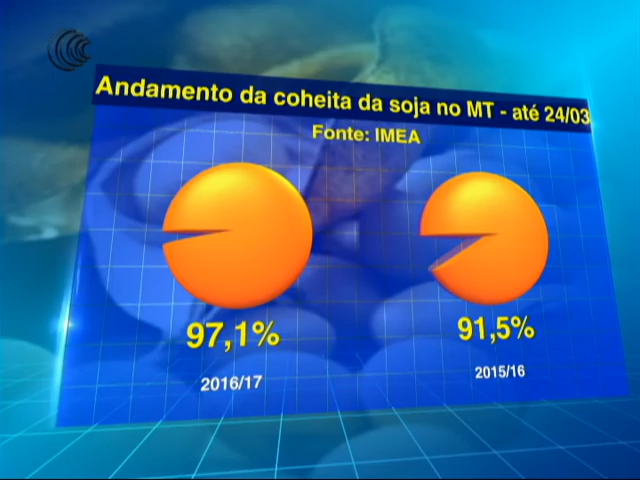 Andamento da coheita da soja no MT - até 24/03
Fonte: IMEA
97,1%
91,5%
2016/17
2015/16